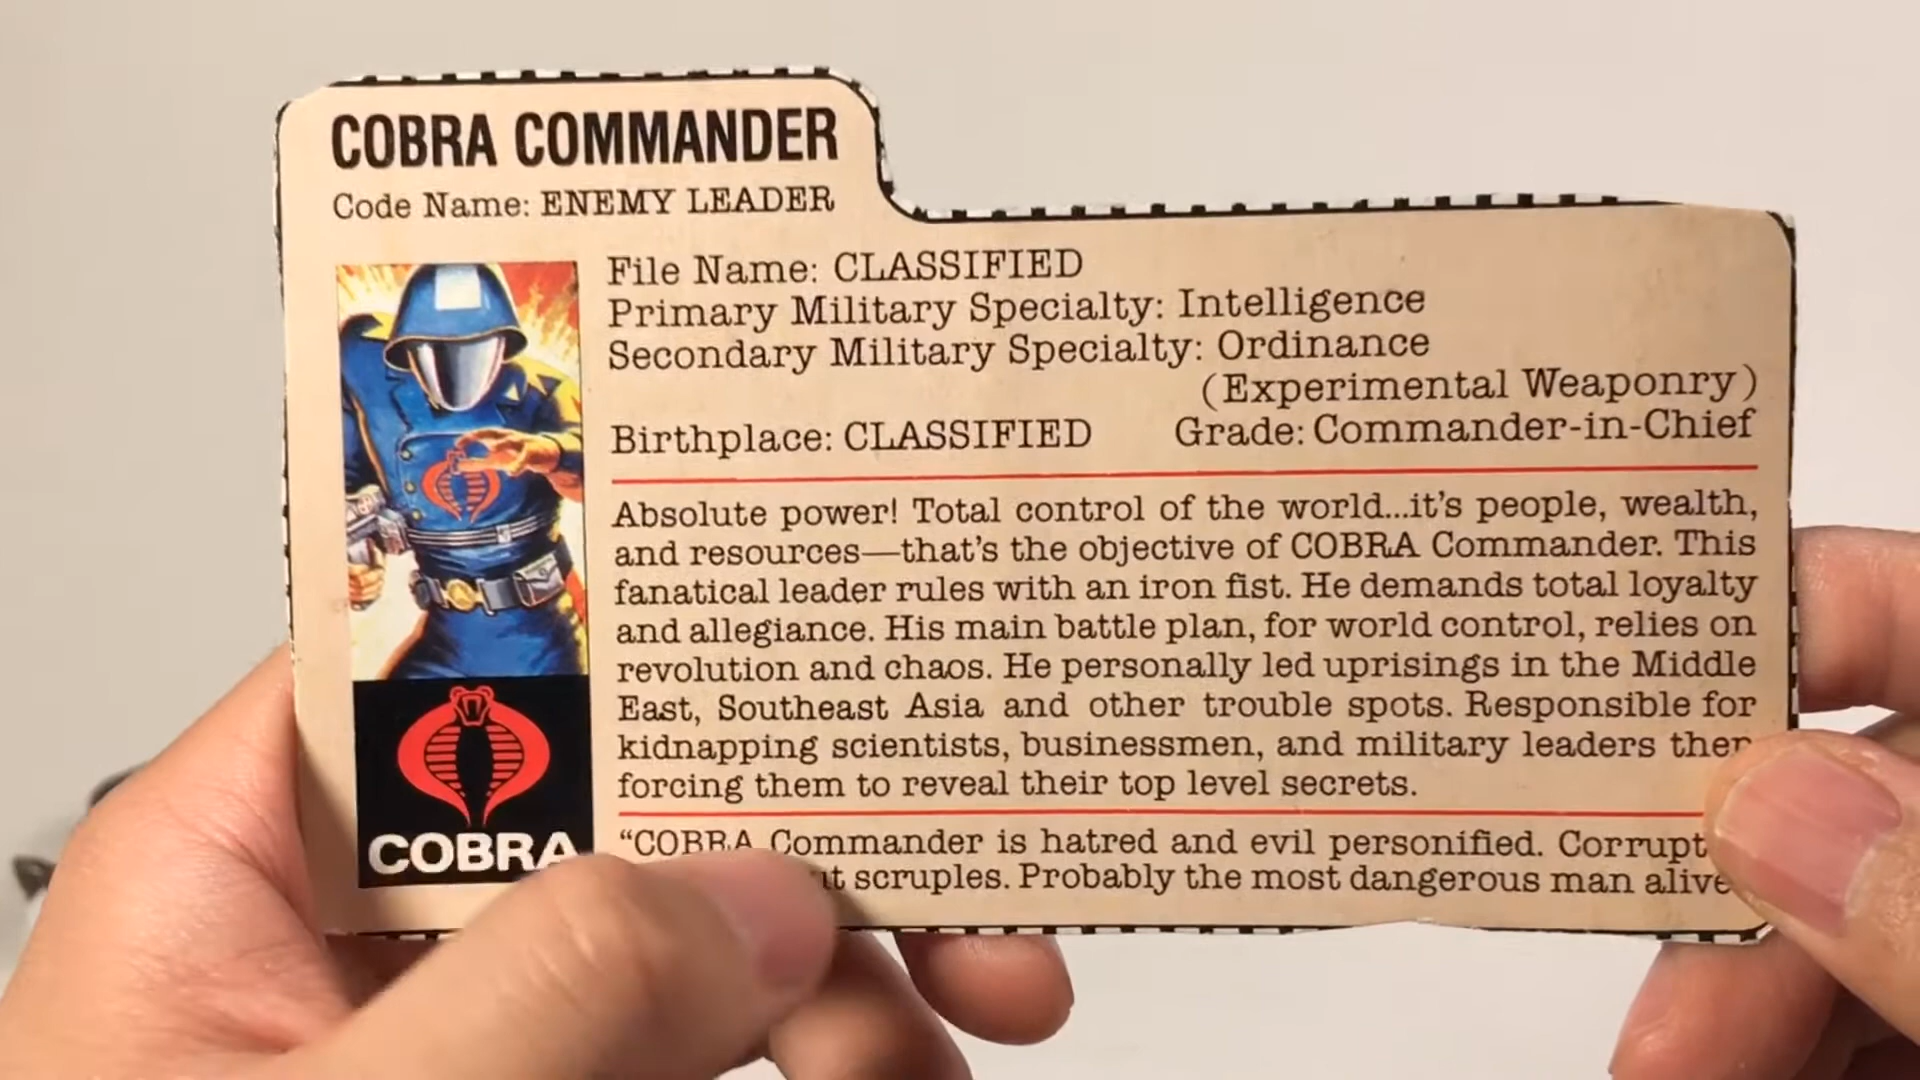 COBRA COMMANDER
Code Name: ENEMY LEADER
File Name: CLASSIFIED
Primary Military Specialty: Intelligence
Secondary Military Specialty: Ordinance
(Experimental Weaponry)
Birthplace: CLASSIFIED Grade: Commander-in-Chief
Absolute power! Total control of the world...it's people, wealth,
and resources—that's the objective of COBRA Commander. This
fanatical leader rules with an iron fist. He demands total loyalty
and allegiance. His main battle plan, for world control, relies on
revolution and chaos. He personally led uprisings in the Middle
East, Southeast Asia and other trouble spots. Responsible for
kidnapping scientists, businessmen, and military leaders then
forcing them to reveal their top level secrets.
“COBRA Commander is hatred and evil personified. Corrupt
scruples. Probably the most dangerous man alive
COBRA